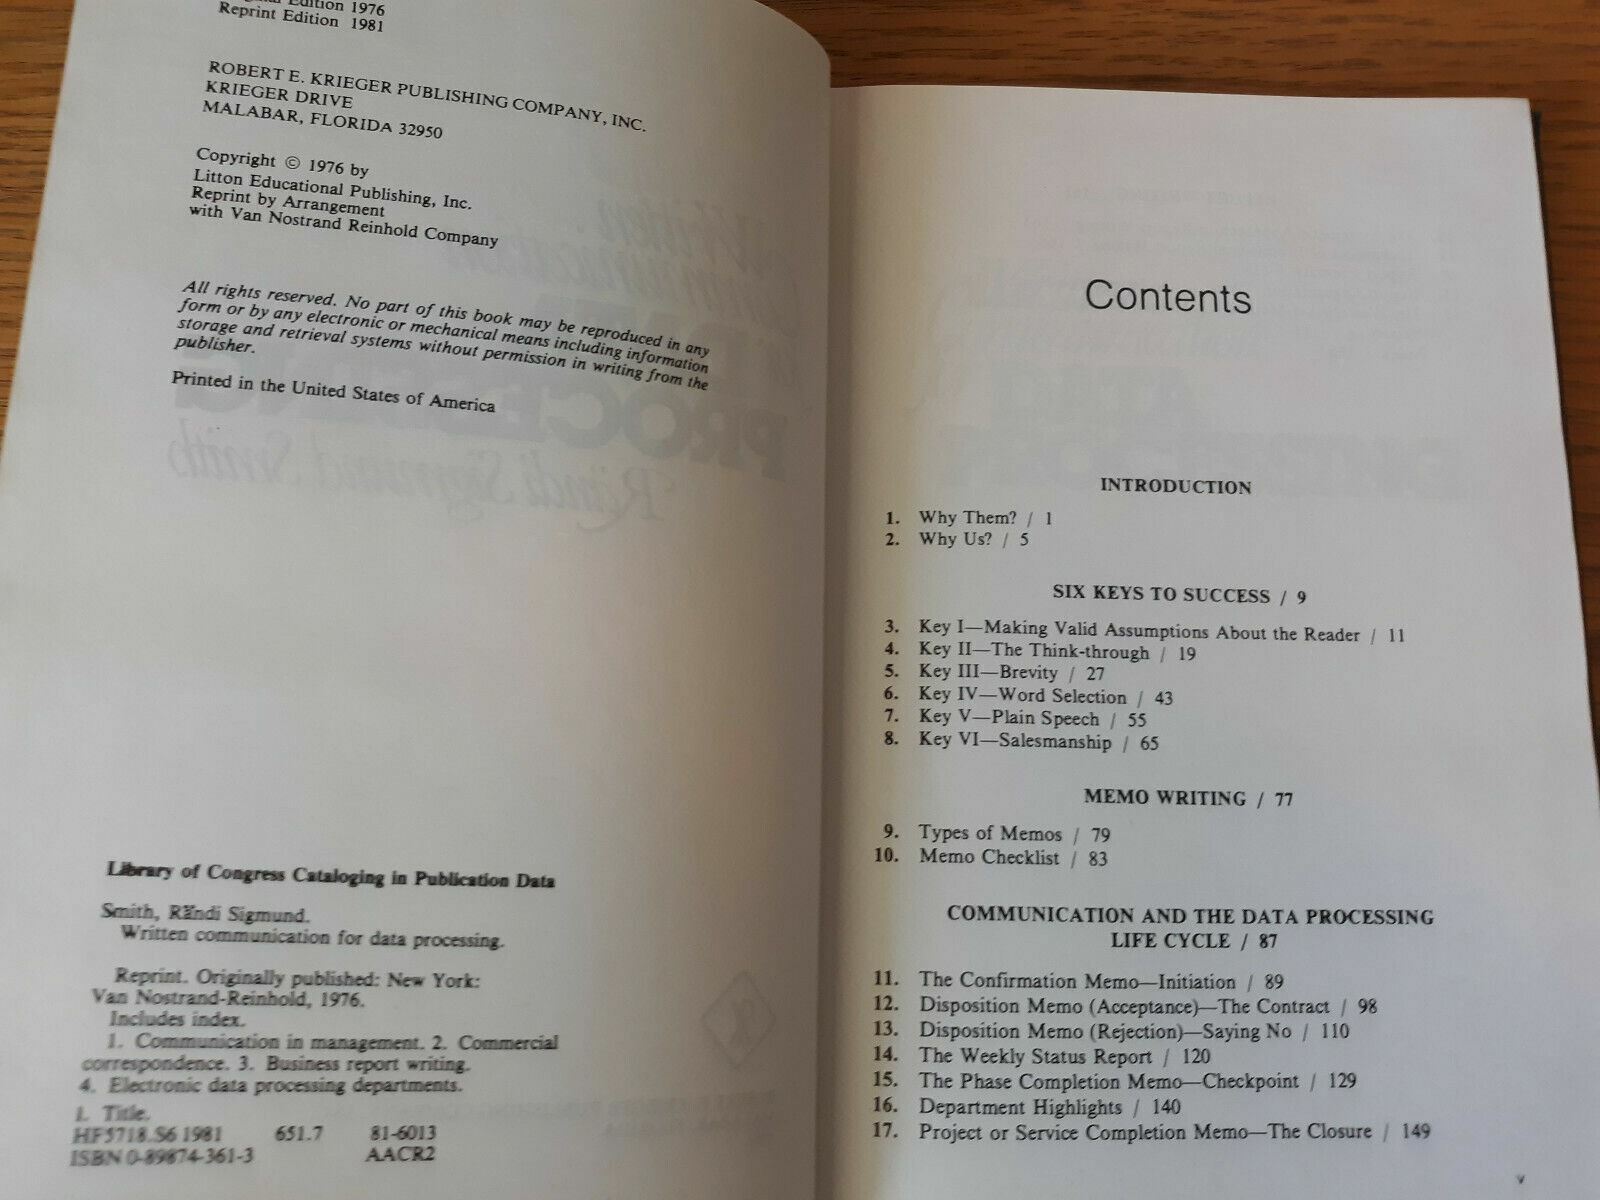 Edition 1976
Reprint Edition 1981
ROBERT E. KRIEGER PUBLISHING COMPANY, INC.
KRIEGER DRIVE
MALABAR, FLORIDA 32950
Copyright © 1976 by
Litton Educational Publishing, Inc.
Reprint by Arrangement
with Van Nostrand Reinhold Company
All rights reserved. No part of this book may be reproduced in any
form or by any electronic or mechanical means including information
storage and retrieval systems without permission in writing from the
publisher.
Printed in the United States of America
Library of Congress Cataloging in Publication Data
Smith, Rändi Sigmund.
Written communication for data processing.
Reprint. Originally published: New York:
Van Nostrand-Reinhold, 1976.
Includes index.
1. Communication in management. 2. Commercial
correspondence. 3. Business report writing.
4. Electronic data processing departments.
I. Title.
HF5718.S6 1981 651.7 81-6013
ISBN 0-89874-361-3 AACR2
Contents
INTRODUCTION
1. Why Them? / 1
2. Why Us? / 5
SIX KEYS TO SUCCESS / 9
3. Key I—Making Valid Assumptions About the Reader / 11
4. Key II—The Think-through / 19
5. Key III—Brevity / 27
6. Key IV—Word Selection / 43
7. Key V—Plain Speech / 55
8. Key VI—Salesmanship / 65
MEMO WRITING / 77
9. Types of Memos / 79
10. Memo Checklist / 83
COMMUNICATION AND THE DATA PROCESSING
LIFE CYCLE / 87
11. The Confirmation Memo—Initiation / 89
12. Disposition Memo (Acceptance)—The Contract / 98
13. Disposition Memo (Rejection)—Saying No / 110
14. The Weekly Status Report / 120
15. The Phase Completion Memo—Checkpoint / 129
16. Department Highlights / 140
17. Project or Service Completion Memo—The Closure / 149
v